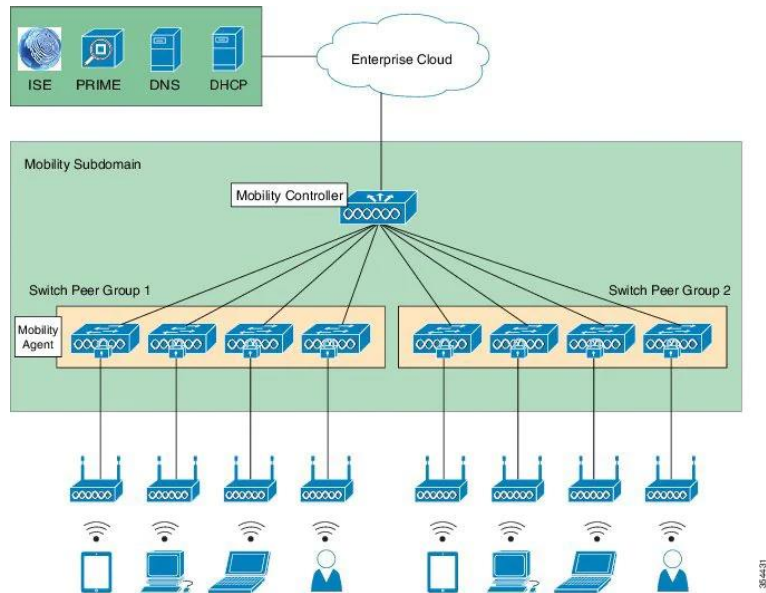 ISE PRIME DNS DHCP
Enterprise Cloud
Mobility Subdomain
Mobility Controller
Switch Peer Group 1
Switch Peer Group 2
Mobility
Agent
364431